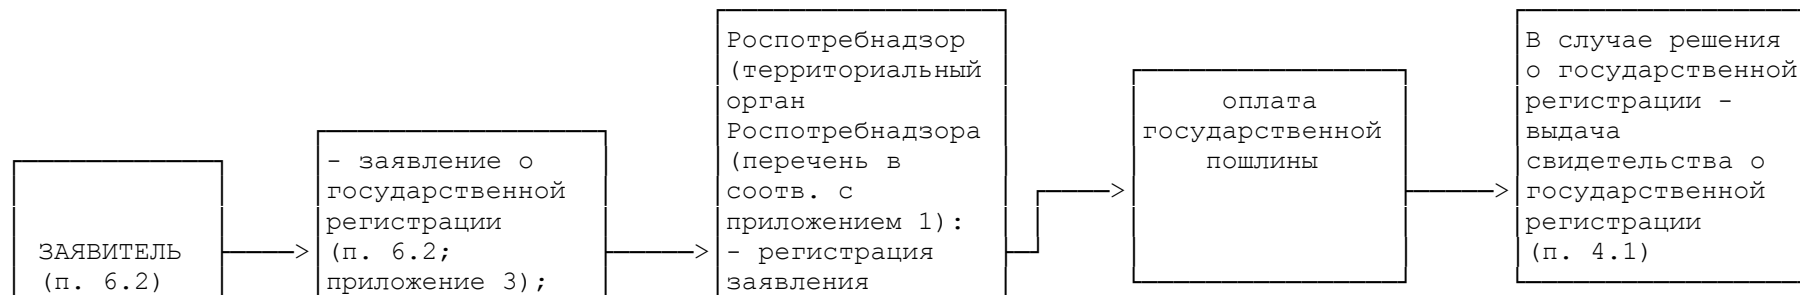 ЗАЯВИТЕЛЬ
(п. 6.2)
- заявление о
государственной
регистрации
(п. 6.2;
приложение 3);
Роспотребнадзор
(территориальный
орган
Роспотребнадзора
(перечень в
соотв. с
приложением 1):
- регистрация
заявления
оплата
государственной
пошлины
В случае решения
о государственной
регистрации -
выдача
свидетельства о
государственной
регистрации
(п. 4.1)